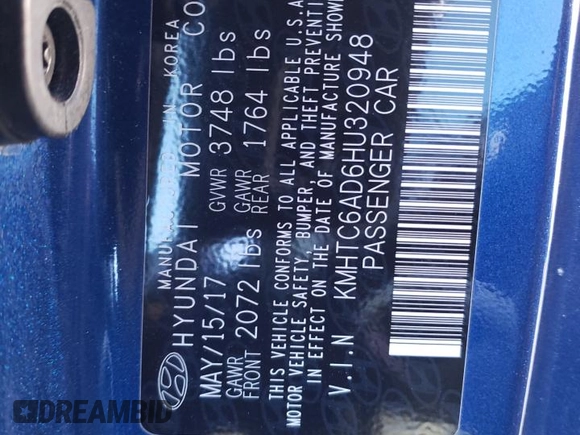 MANUFACTURED IN KOREA
HYUNDAI MOTOR CO
MAY/15/17 GVWR 3748 lbs
GAWR FRONT 2072 lbs GAWR REAR 1764 lbs
THIS VEHICLE CONFORMS TO ALL APPLICABLE U.S.A
MOTOR VEHICLE SAFETY, BUMPER, AND THEFT PREVENTI
IN EFFECT ON THE DATE OF MANUFACTURE SHOW
V.I.N KMHTC6AD6HU320948
PASSENGER CAR
DREAMBID